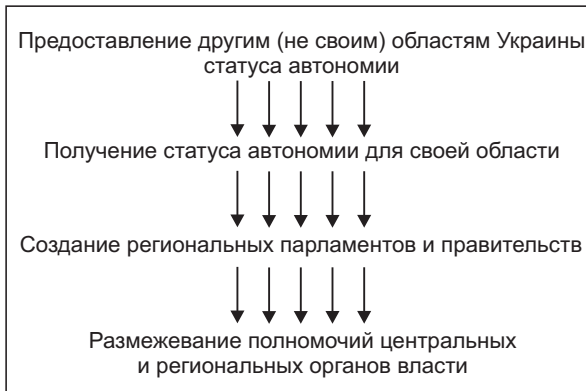 Предоставление другим (не своим) областям Украины
статуса автономии
Получение статуса автономии для своей области
Создание региональных парламентов и правительств
Размежевание полномочий центральных
и региональных органов власти